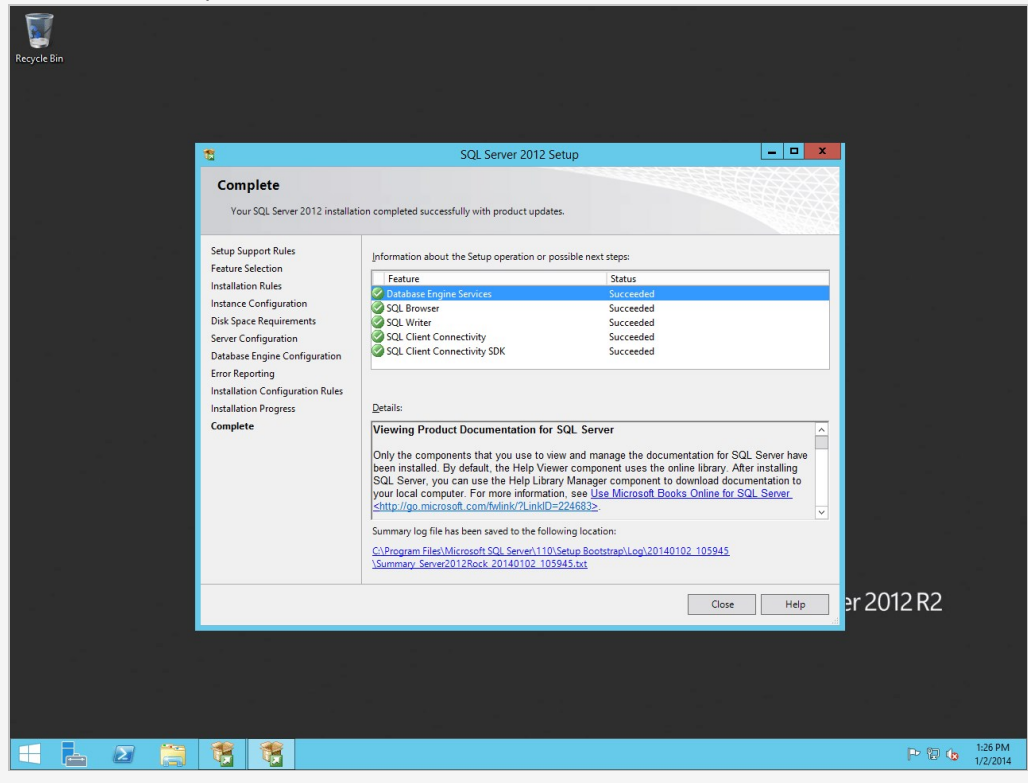 Recycle Bin
SQL Server 2012 Setup
Complete
Your SQL Server 2012 installation completed successfully with product updates.
Setup Support Rules
Feature Selection
Installation Rules
Instance Configuration
Disk Space Requirements
Server Configuration
Database Engine Configuration
Error Reporting
Installation Configuration Rules
Installation Progress
Complete
Information about the Setup operation or possible next steps:
Feature Status
Database Engine Services Succeeded
SQL Browser Succeeded
SQL Writer Succeeded
SQL Client Connectivity Succeeded
SQL Client Connectivity SDK Succeeded
Details:
Viewing Product Documentation for SQL Server
Only the components that you use to view and manage the documentation for SQL Server have
been installed. By default, the Help Viewer component uses the online library. After installing
SQL Server, you can use the Help Library Manager component to download documentation to
your local computer. For more information, see Use Microsoft Books Online for SQL Server
<http://go.microsoft.com/fwlink/?LinkID=224683>.
Summary log file has been saved to the following location:
C:\Program Files\Microsoft SQL Server\110\Setup Bootstrap\Log\20140102_105945
\Summary_Server2012Rock_20140102_105945.txt
Close Help
er 2012 R2
1:26 PM
1/2/2014